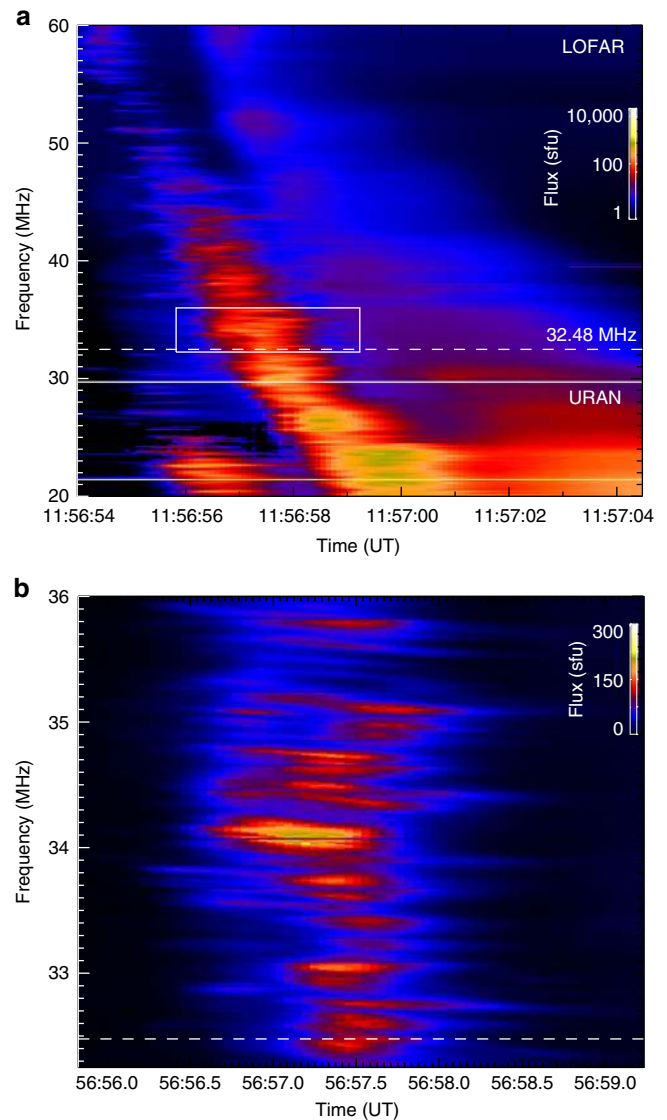 a
60
50
40
30
20
Frequency (MHz)
LOFAR
10,000
100
1
Flux (sfu)
32.48 MHz
URAN
11:56:54
11:56:56
11:56:58
11:57:00
11:57:02
11:57:04
Time (UT)
b
36
35
34
33
Frequency (MHz)
300
150
0
Flux (sfu)
56:56.0
56:56.5
56:57.0
56:57.5
56:58.0
56:58.5
56:59.0
Time (UT)